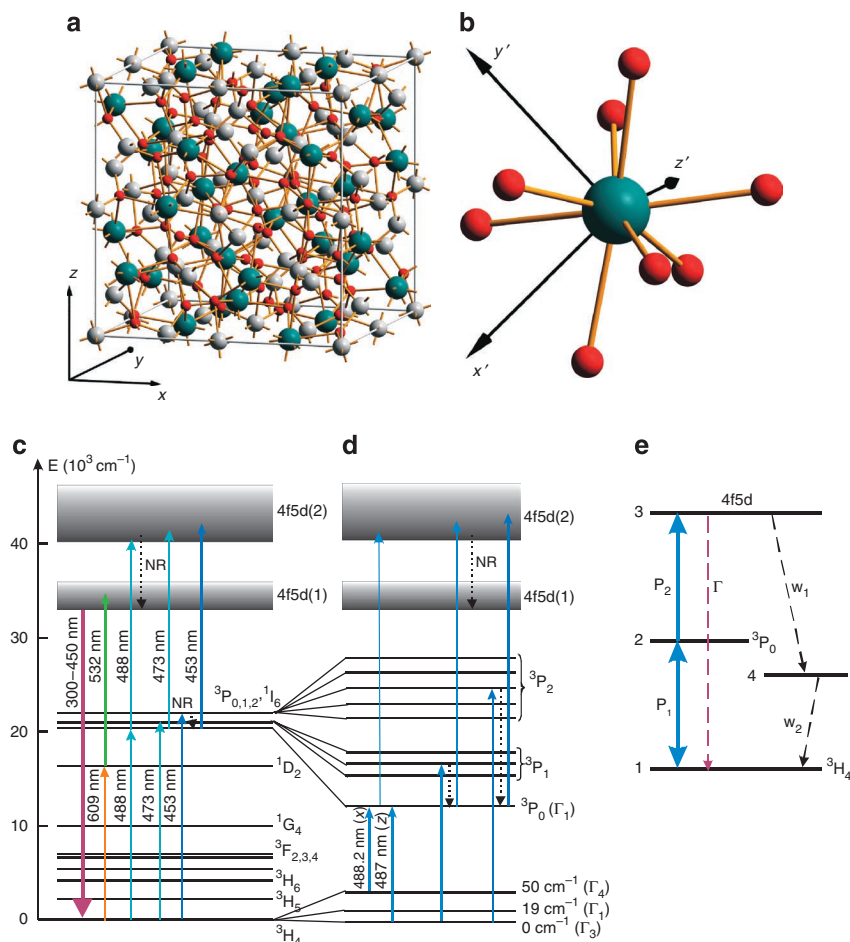 a
b
z
y
x
y’
z’
x’
c
d
e
E (10³ cm⁻¹)
40
30
20
10
0
4f5d(2)
NR
4f5d(1)
300–450 nm
532 nm
488 nm
473 nm
453 nm
³P₀,₁,₂,¹I₆
NR
¹D₂
609 nm
488 nm
473 nm
453 nm
¹G₄
³F₂,₃,₄
³H₆
³H₅
³H₄
4f5d(2)
NR
4f5d(1)
³P₂
³P₁
³P₀ (Γ₁)
488.2 nm (x)
487 nm (z)
50 cm⁻¹ (Γ₄)
19 cm⁻¹ (Γ₁)
0 cm⁻¹ (Γ₃)
4f5d
3
P₂
Γ
w₁
2
³P₀
4
P₁
w₂
1
³H₄